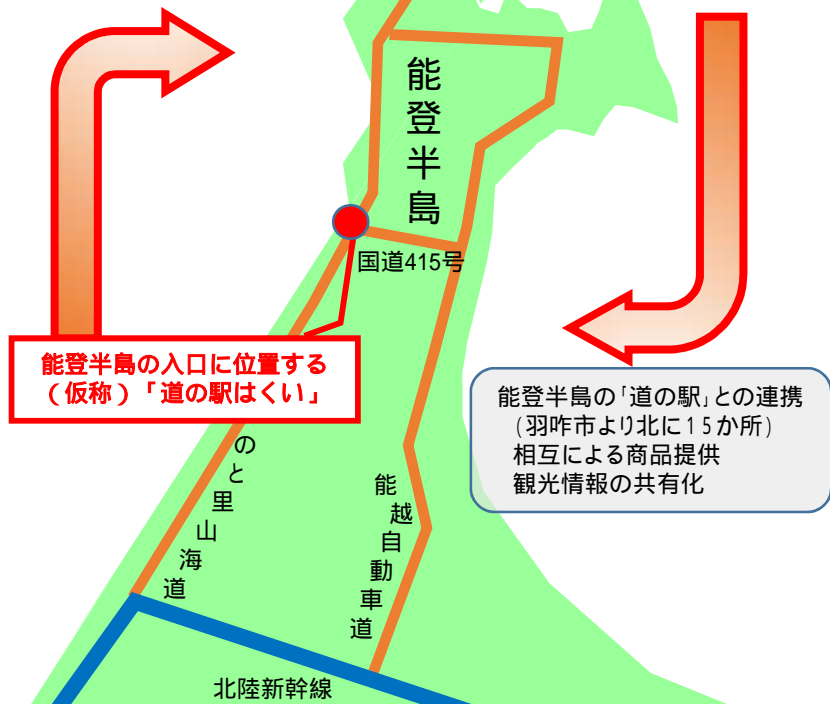 能登半島
国道415号
能登半島の入口に位置する
(仮称)「道の駅はくい」
能登半島の「道の駅」との連携
(羽咋市より北に15か所)
相互による商品提供
観光情報の共有化
のと里山海道
能越自動車道
北陸新幹線